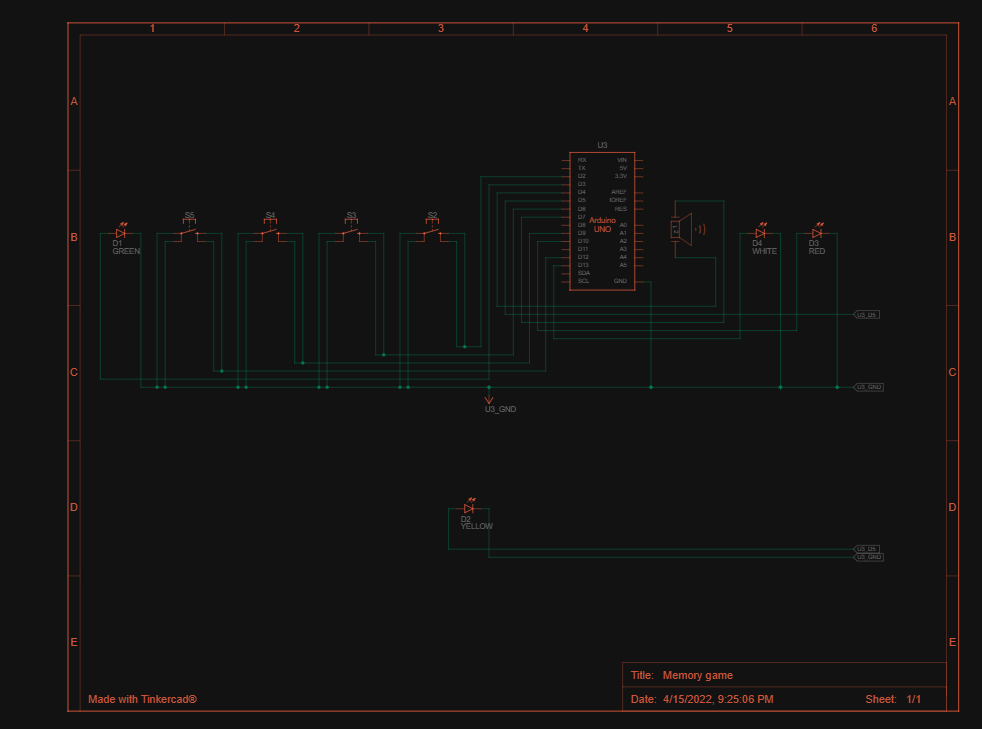 1 2 3 4 5 6
A A
U3
RX VIN
TX 5V
D2 3.3V
D3
D4 AREF
D5 IOREF
D6 RES
D7
Arduino
UNO
D8 A0
D9 A1
D10 A2
D11 A3
D12 A4
D13 A5
SDA
SCL GND
S5 S4 S3 S2
B B
D1
GREEN
D4
WHITE
D3
RED
U3_D5
C C
U3_GND
U3_GND
D D
D2
YELLOW
U3_D5
U3_GND
E E
Title: Memory game
Made with Tinkercad®
Date: 4/15/2022, 9:25:06 PM Sheet: 1/1